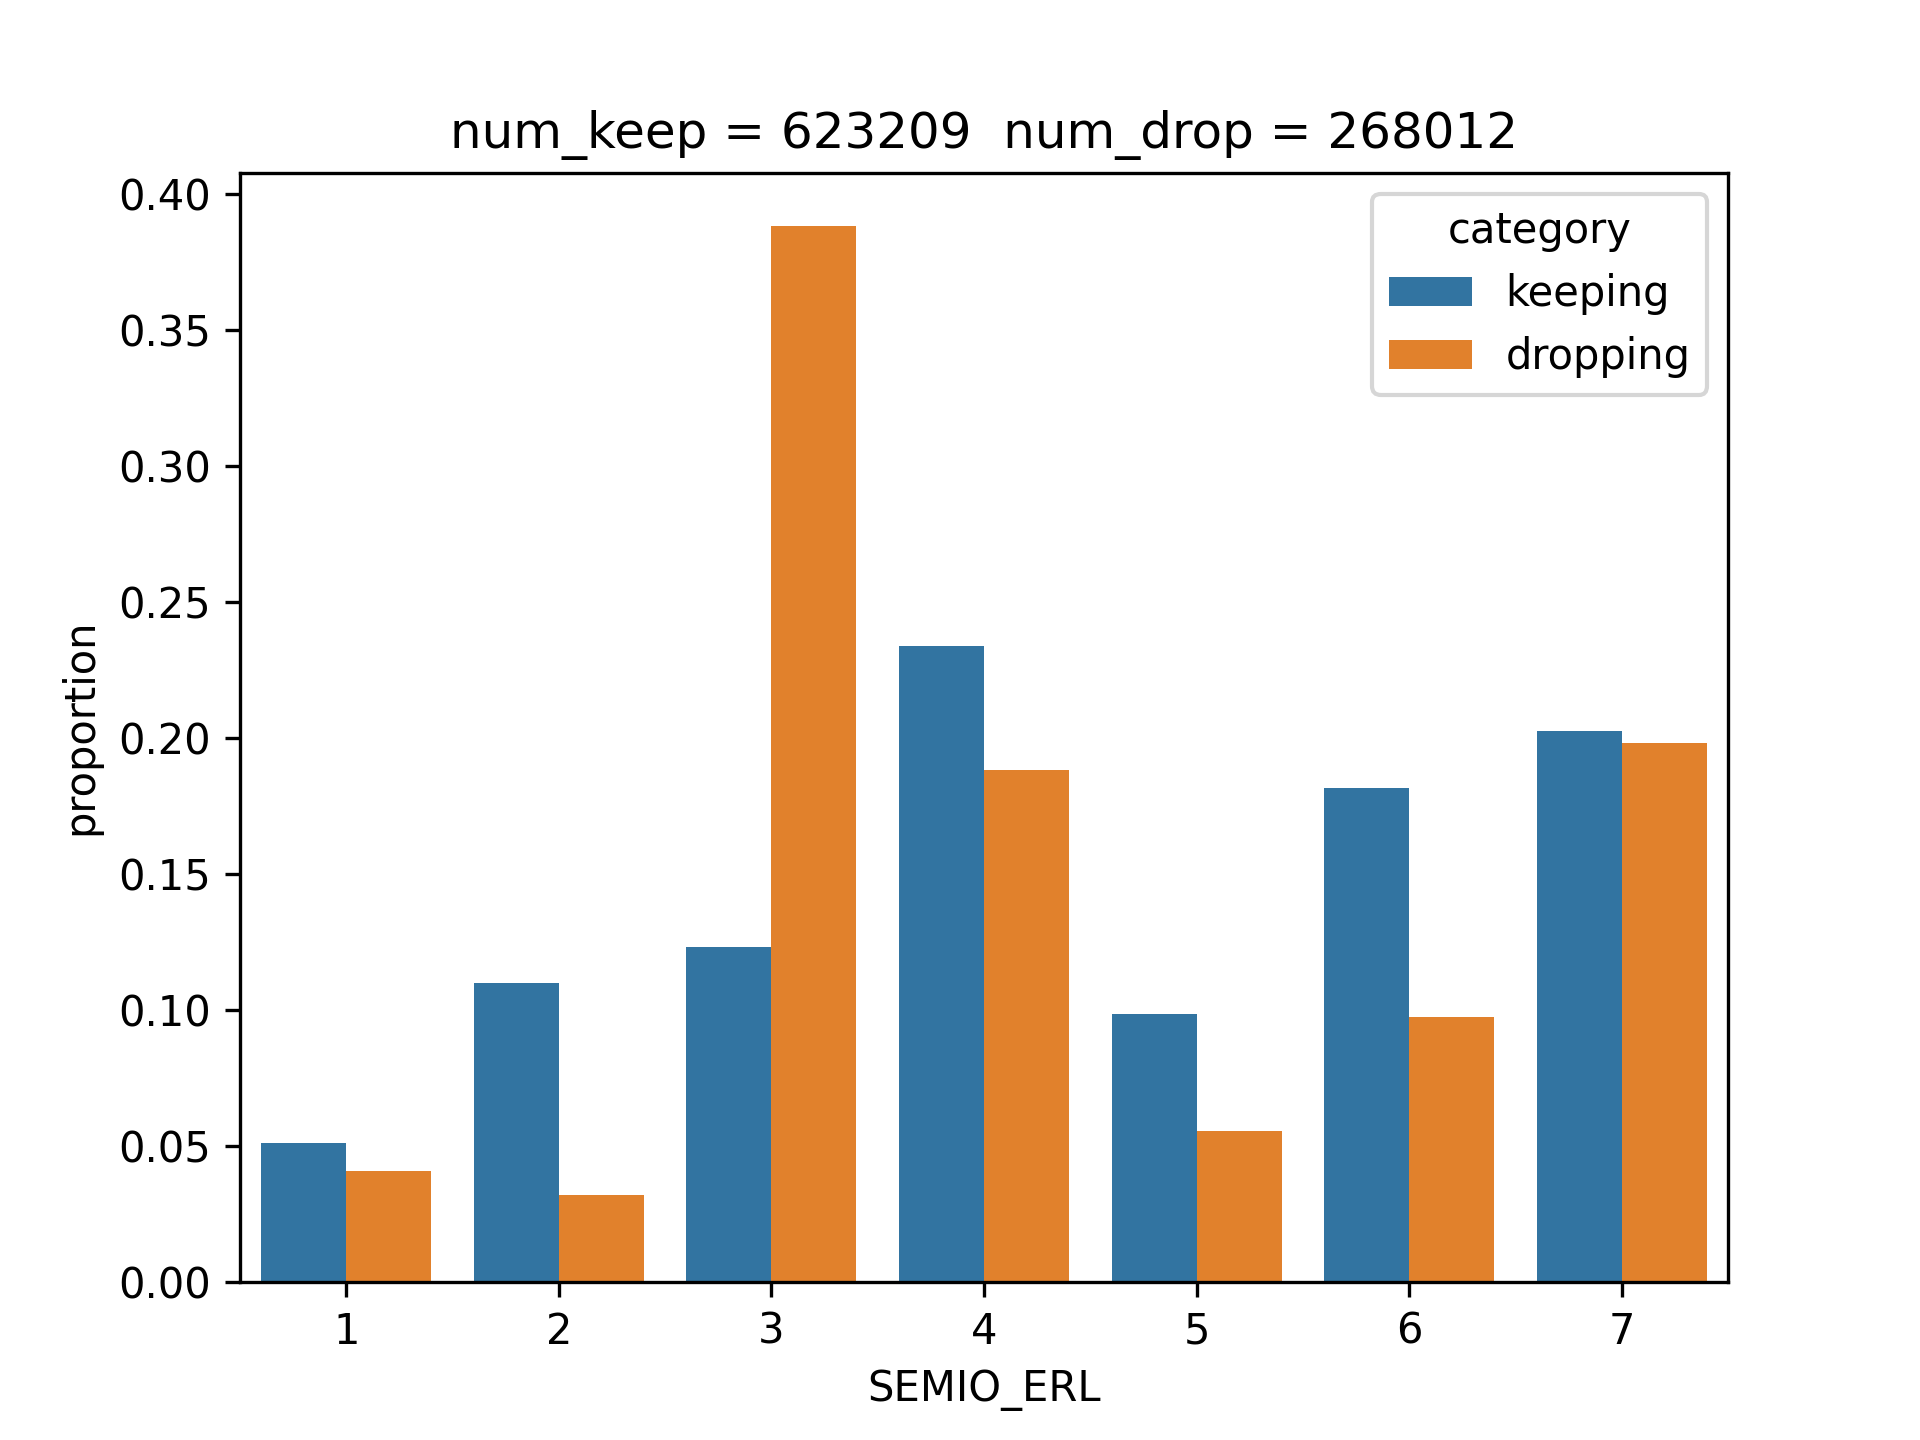 num_keep = 623209  num_drop = 268012
category
keeping
dropping
0.40
0.35
0.30
0.25
0.20
0.15
0.10
0.05
0.00
proportion
1 2 3 4 5 6 7
SEMIO_ERL